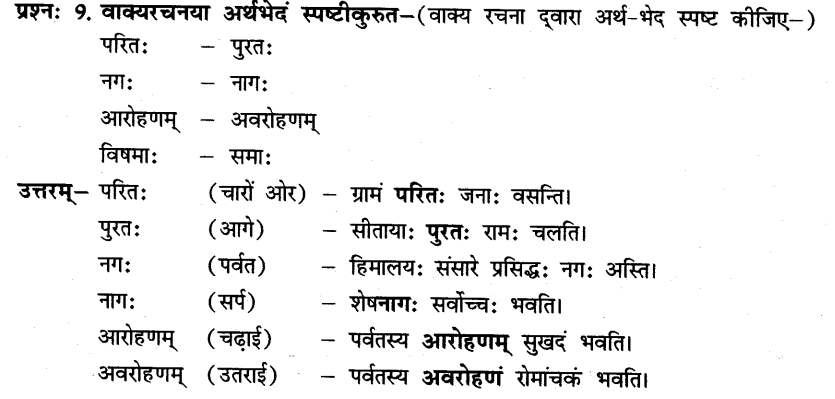 प्रश्नः 9. वाक्यरचनया अर्थभेदं स्पष्टीकुरुत–(वाक्य रचना द्वारा अर्थ-भेद स्पष्ट कीजिए–)
परितः – पुरतः
नगः – नागः
आरोहणम् – अवरोहणम्
विषमाः – समाः
उत्तरम्– परितः (चारों ओर) – ग्रामं परितः जनाः वसन्ति।
पुरतः (आगे) – सीतायाः पुरतः रामः चलति।
नगः (पर्वत) – हिमालयः संसारे प्रसिद्धः नगः अस्ति।
नागः (सर्प) – शेषनागः सर्वोच्चः भवति।
आरोहणम् (चढ़ाई) – पर्वतस्य आरोहणम् सुखदं भवति।
अवरोहणम् (उतराई) – पर्वतस्य अवरोहणं रोमांचकं भवति।